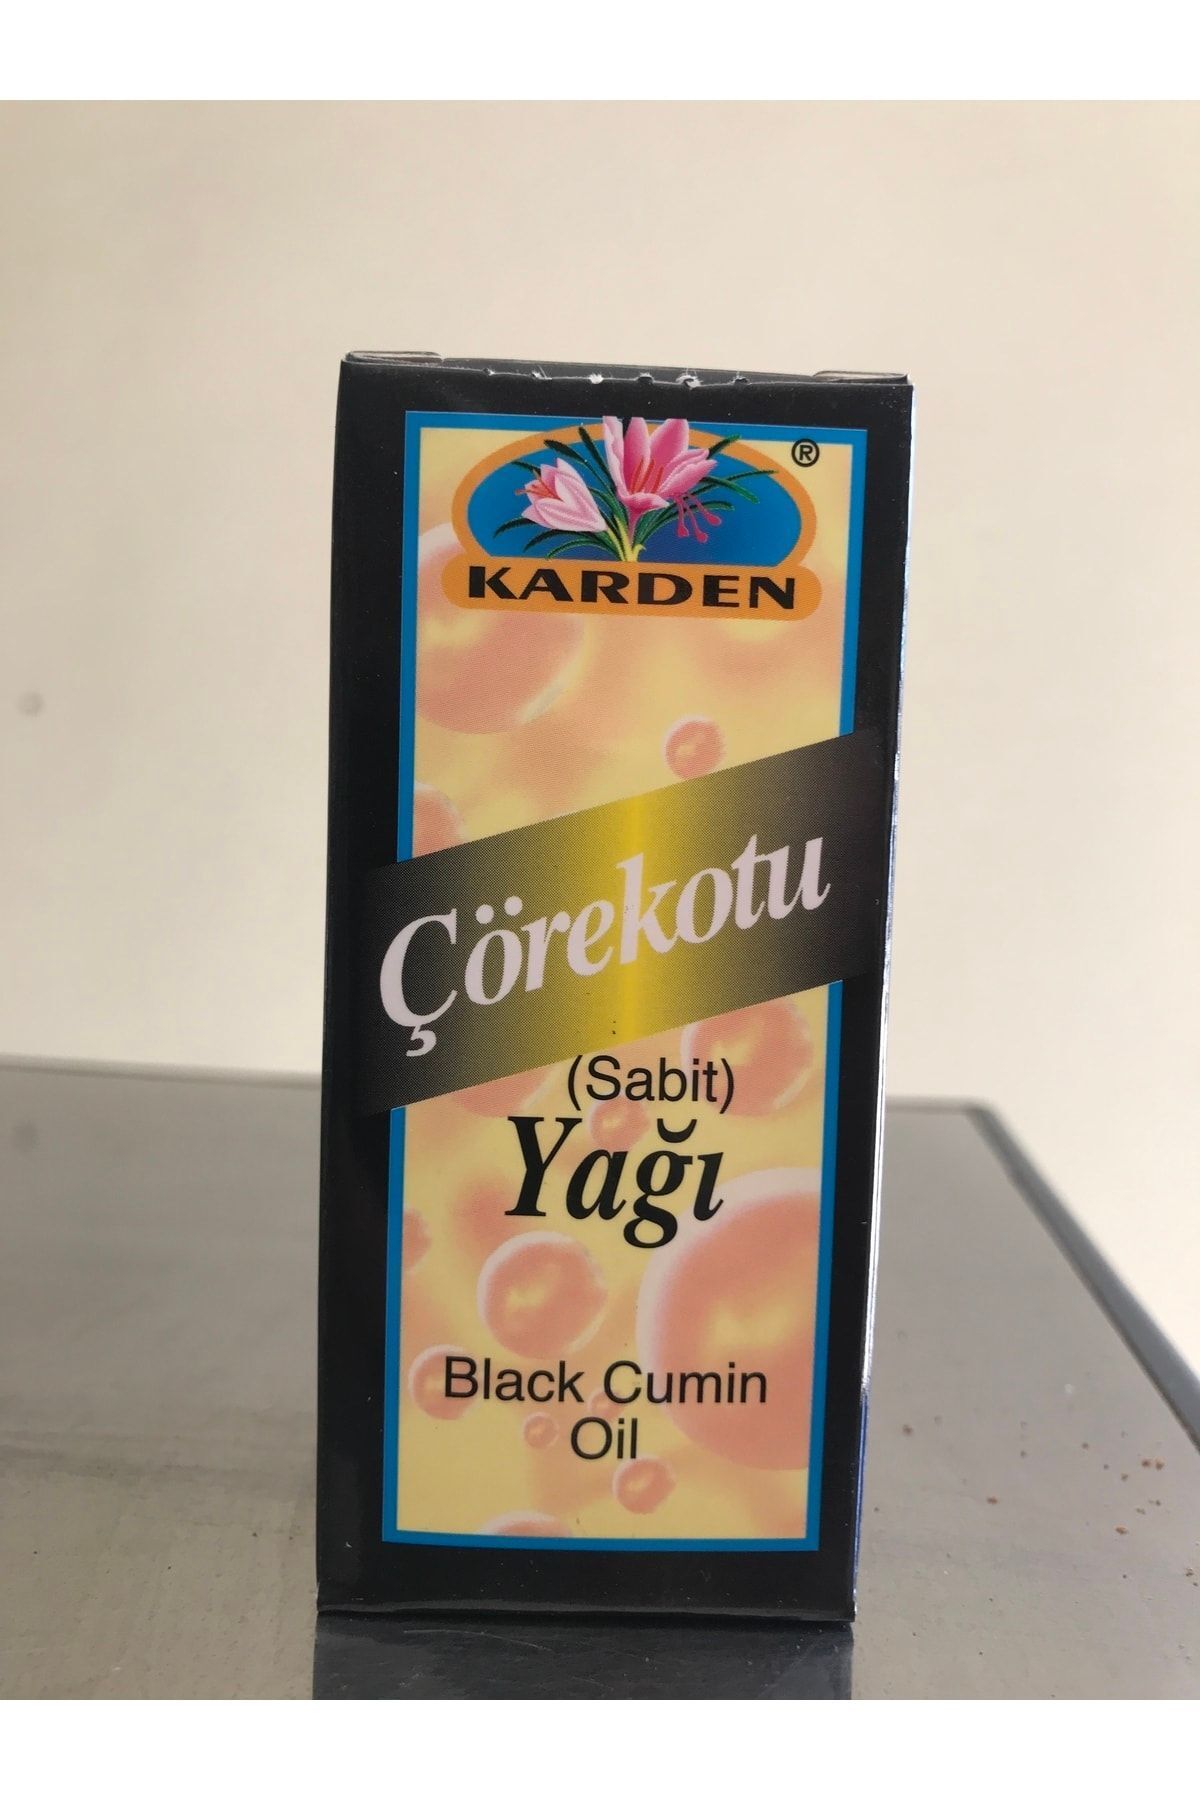 ®
KARDEN
Çörekotu
(Sabit)
Yağı
Black Cumin
Oil